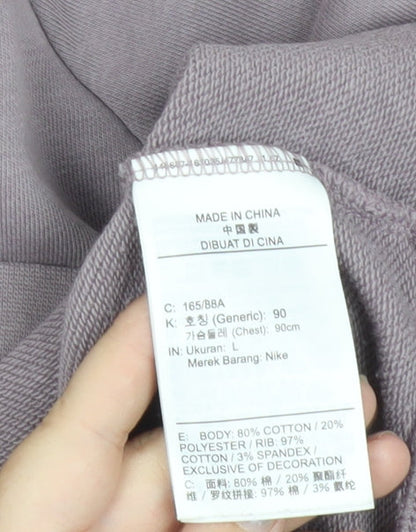 MADE IN CHINA
中国製
DIBUAT DI CINA
C: 165/88A
K: 호칭 (Generic): 90
가슴둘레 (Chest): 90cm
IN: Ukuran: L
Merek Barang: Nike
E: BODY: 80% COTTON / 20%
POLYESTER / RIB: 97%
COTTON / 3% SPANDEX /
EXCLUSIVE OF DECORATION
C: 面料: 80% 棉 / 20% 聚酯纤
维 / 罗纹拼接: 97% 棉 / 3% 氨纶